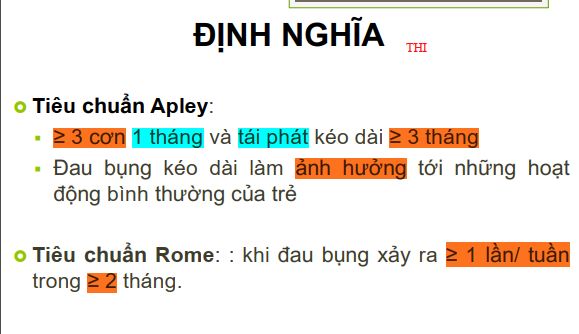 ĐỊNH NGHĨA
THI
Tiêu chuẩn Apley:
≥ 3 cơn 1 tháng và tái phát kéo dài ≥ 3 tháng
Đau bụng kéo dài làm ảnh hưởng tới những hoạt
động bình thường của trẻ
Tiêu chuẩn Rome: : khi đau bụng xảy ra ≥ 1 lần/ tuần
trong ≥ 2 tháng.